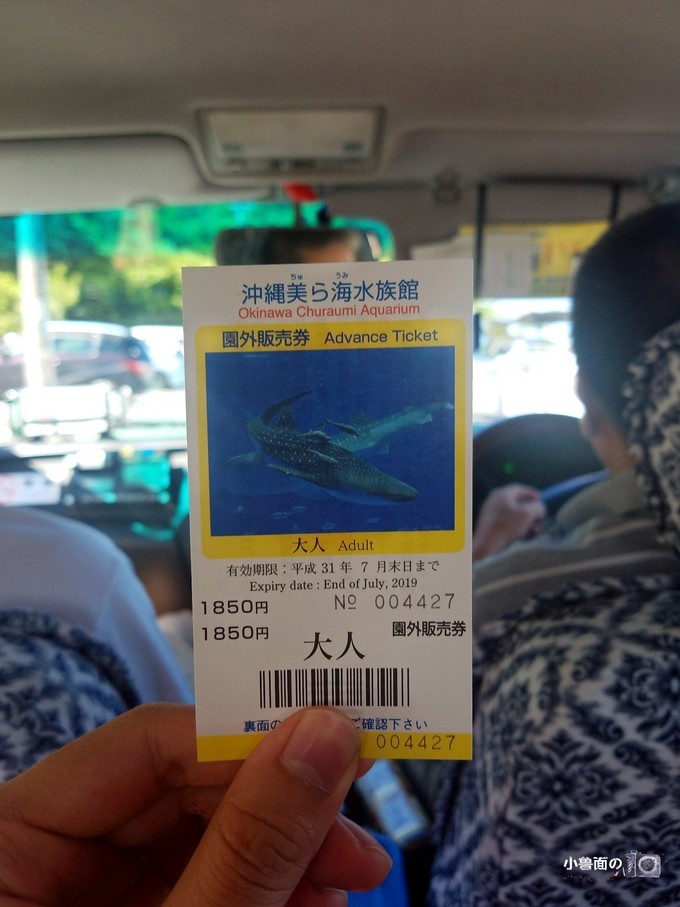 ちゅ うみ
沖縄美ら海水族館
Okinawa Churaumi Aquarium
園外販売券 Advance Ticket
大人 Adult
有効期限：平成 31 年 7 月末日まで
Expiry date : End of July, 2019
1850円 Nº 004427
1850円 園外販売券
大人
裏面の ご確認下さい
004427
小魯面の